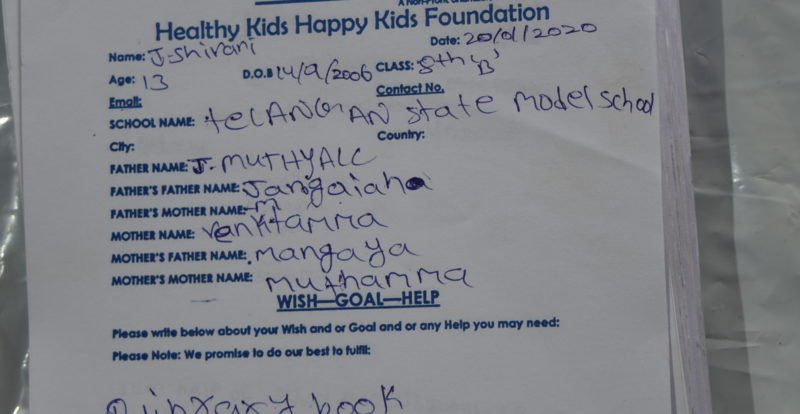 Healthy Kids Happy Kids Foundation
Name: J. Shivani Date: 20/01/2020
Age: 13 D.O.B 14/9/2006 CLASS: 8th 'B'
Email: Contact No.
SCHOOL NAME: teLANGAN state model school
City: Country:
FATHER NAME: J. MUTHYALU
FATHER'S FATHER NAME: Jangaiaha
FATHER'S MOTHER NAME:
MOTHER NAME: venktamma
MOTHER'S FATHER NAME: mangaya
MOTHER'S MOTHER NAME: muthamma
WISH—GOAL—HELP
Please write below about your Wish and or Goal and or any Help you may need:
Please Note: We promise to do our best to fulfil:
library book